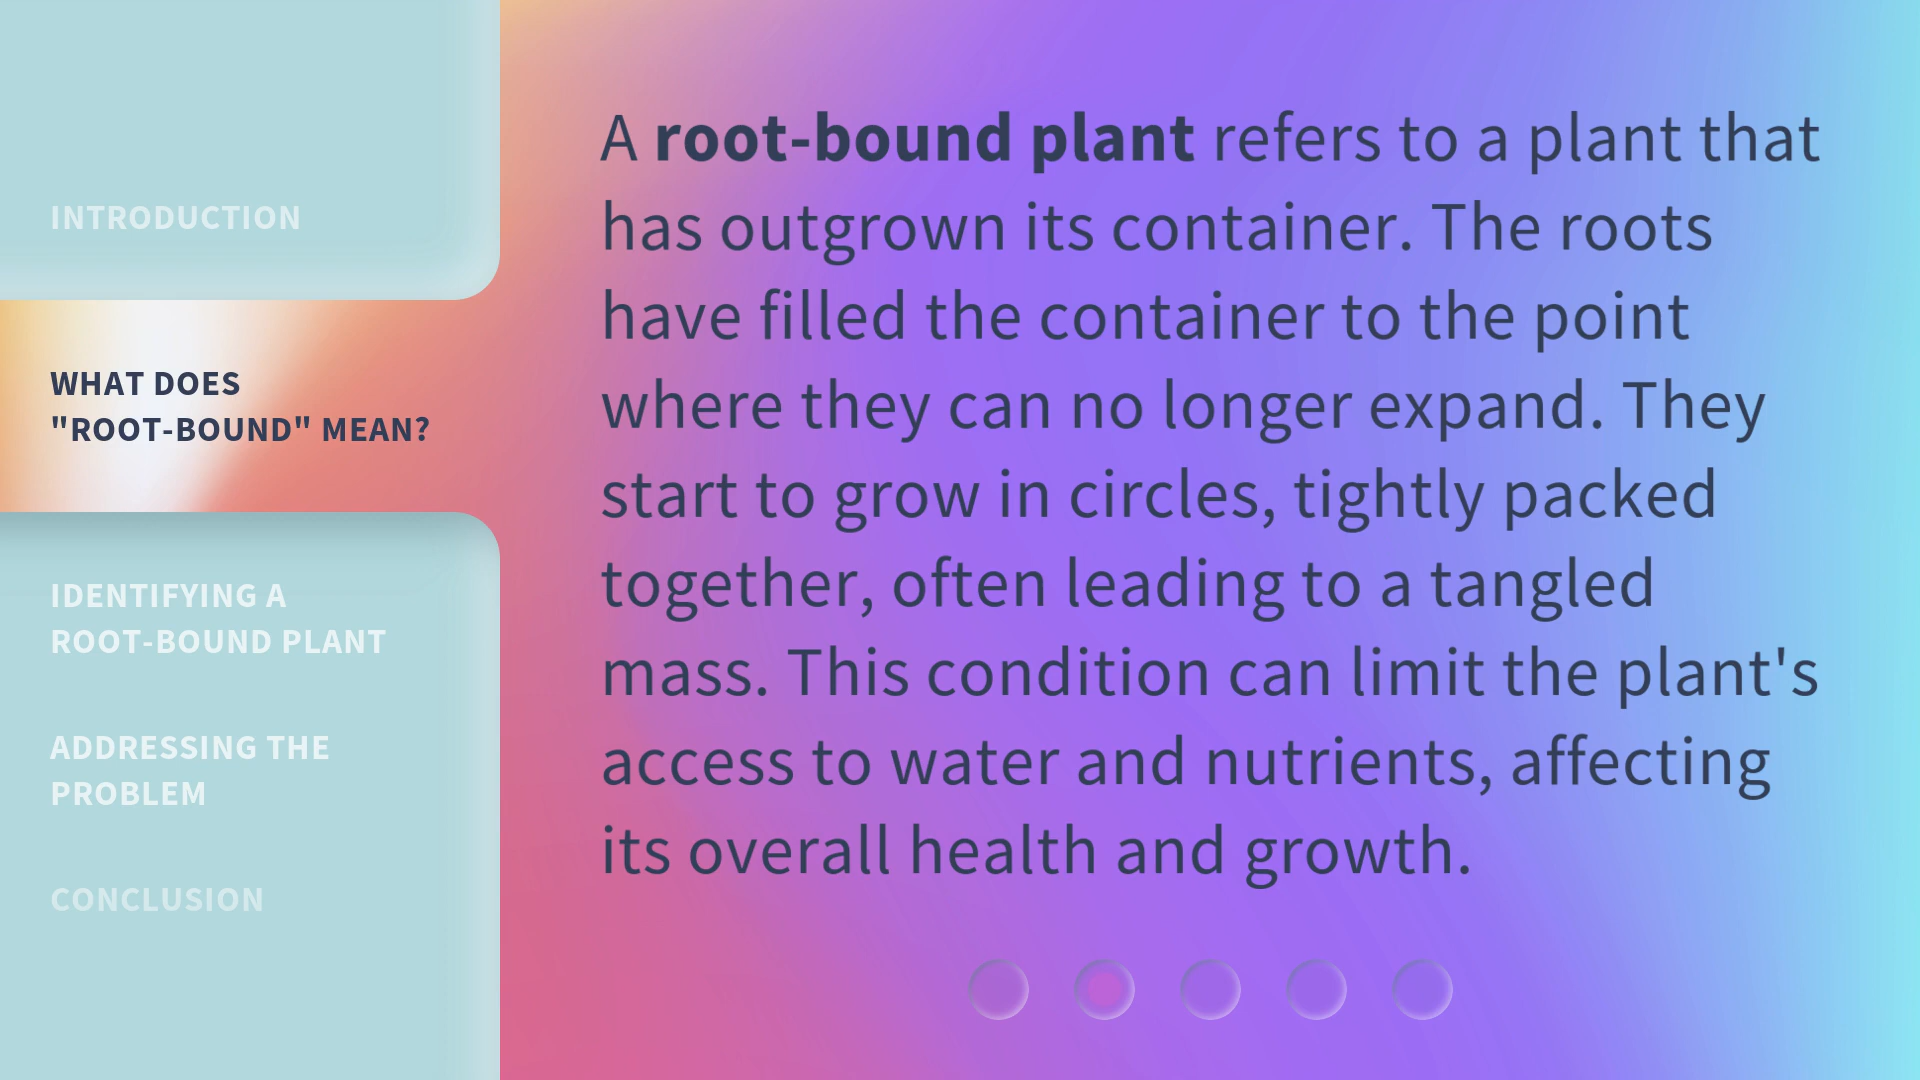 INTRODUCTION
WHAT DOES
"ROOT-BOUND" MEAN?
IDENTIFYING A
ROOT-BOUND PLANT
ADDRESSING THE
PROBLEM
CONCLUSION
A root-bound plant refers to a plant that
has outgrown its container. The roots
have filled the container to the point
where they can no longer expand. They
start to grow in circles, tightly packed
together, often leading to a tangled
mass. This condition can limit the plant's
access to water and nutrients, affecting
its overall health and growth.